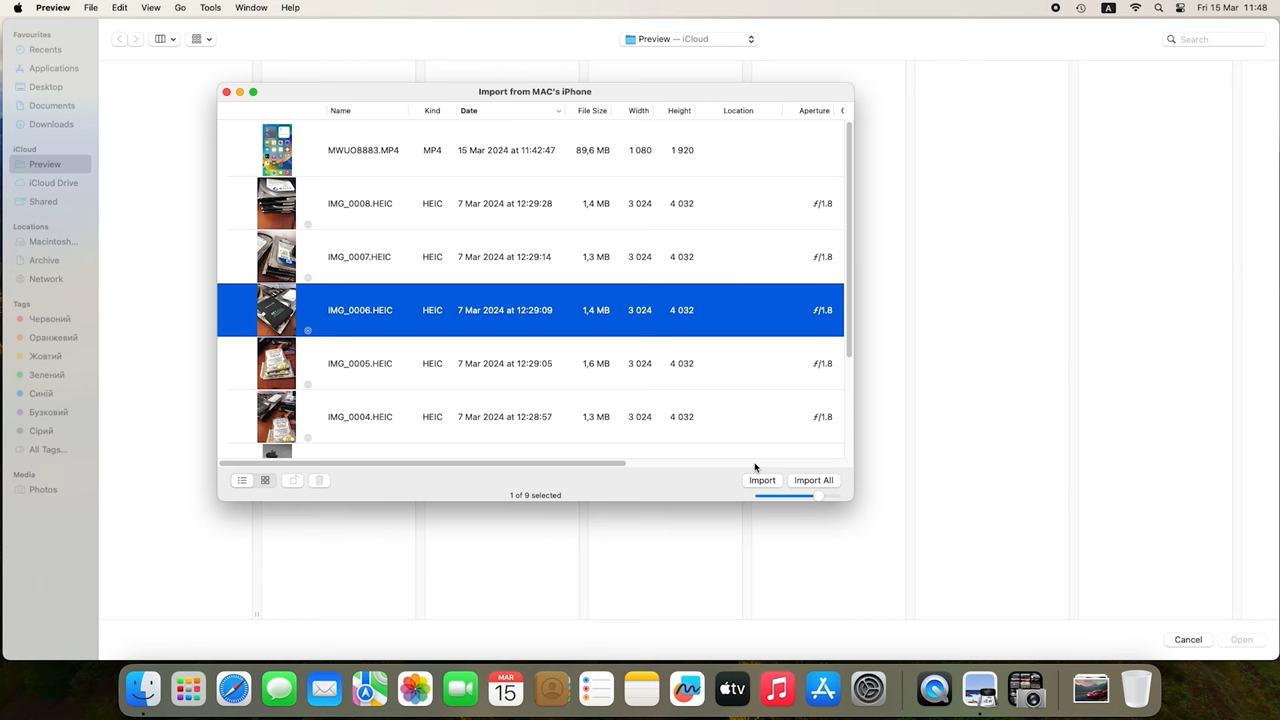 Preview File Edit View Go Tools Window Help A Fri 15 Mar 11:48
Favourites
Recents
Applications
Desktop
Documents
Downloads
iCloud
Preview
iCloud Drive
Shared
Locations
Macintosh...
Archive
Network
Tags
Червоний
Оранжевий
Жовтий
Зелений
Синій
Бузковий
Сірий
All Tags...
Media
Photos
Preview — iCloud
Search
Import from MAC's iPhone
Name Kind Date File Size Width Height Location Aperture
MWUO8883.MP4 MP4 15 Mar 2024 at 11:42:47 89,6 MB 1 080 1 920
IMG_0008.HEIC HEIC 7 Mar 2024 at 12:29:28 1,4 MB 3 024 4 032 ƒ/1.8
IMG_0007.HEIC HEIC 7 Mar 2024 at 12:29:14 1,3 MB 3 024 4 032 ƒ/1.8
IMG_0006.HEIC HEIC 7 Mar 2024 at 12:29:09 1,4 MB 3 024 4 032 ƒ/1.8
IMG_0005.HEIC HEIC 7 Mar 2024 at 12:29:05 1,6 MB 3 024 4 032 ƒ/1.8
IMG_0004.HEIC HEIC 7 Mar 2024 at 12:28:57 1,3 MB 3 024 4 032 ƒ/1.8
Import Import All
1 of 9 selected
Cancel Open
MAR
15
tv